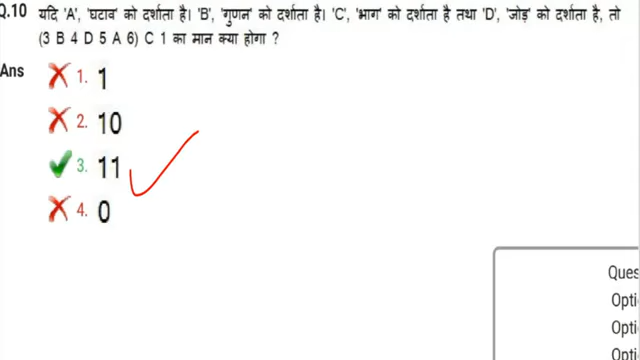 Q.10 यदि 'A', 'घटाव' को दर्शाता है। 'B', 'गुणन' को दर्शाता है। 'C', 'भाग' को दर्शाता है तथा 'D', 'जोड़' को दर्शाता है, तो
(3 B 4 D 5 A 6) C 1 का मान क्या होगा ?
Ans
1. 1
2. 10
3. 11
4. 0
Ques
Opti
Opti
Opti